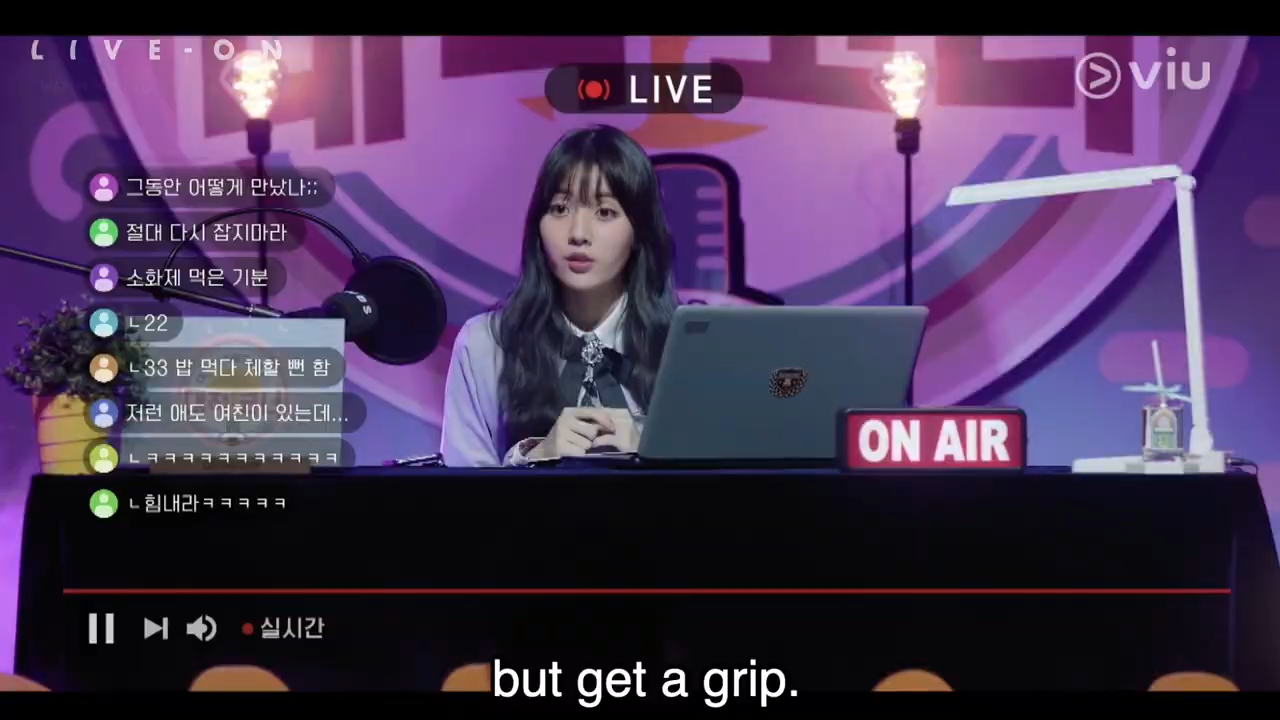 LIVE-ON
LIVE
viu
그동안 어떻게 만났나;;
절대 다시 잡지마라
소화제 먹은 기분
ㄴ22
ㄴ33 밥 먹다 체할 뻔 함
저런 애도 여친이 있는데...
ㄴㅋㅋㅋㅋㅋㅋㅋㅋㅋㅋㅋ
ㄴ힘내라ㅋㅋㅋㅋㅋ
ON AIR
실시간
but get a grip.